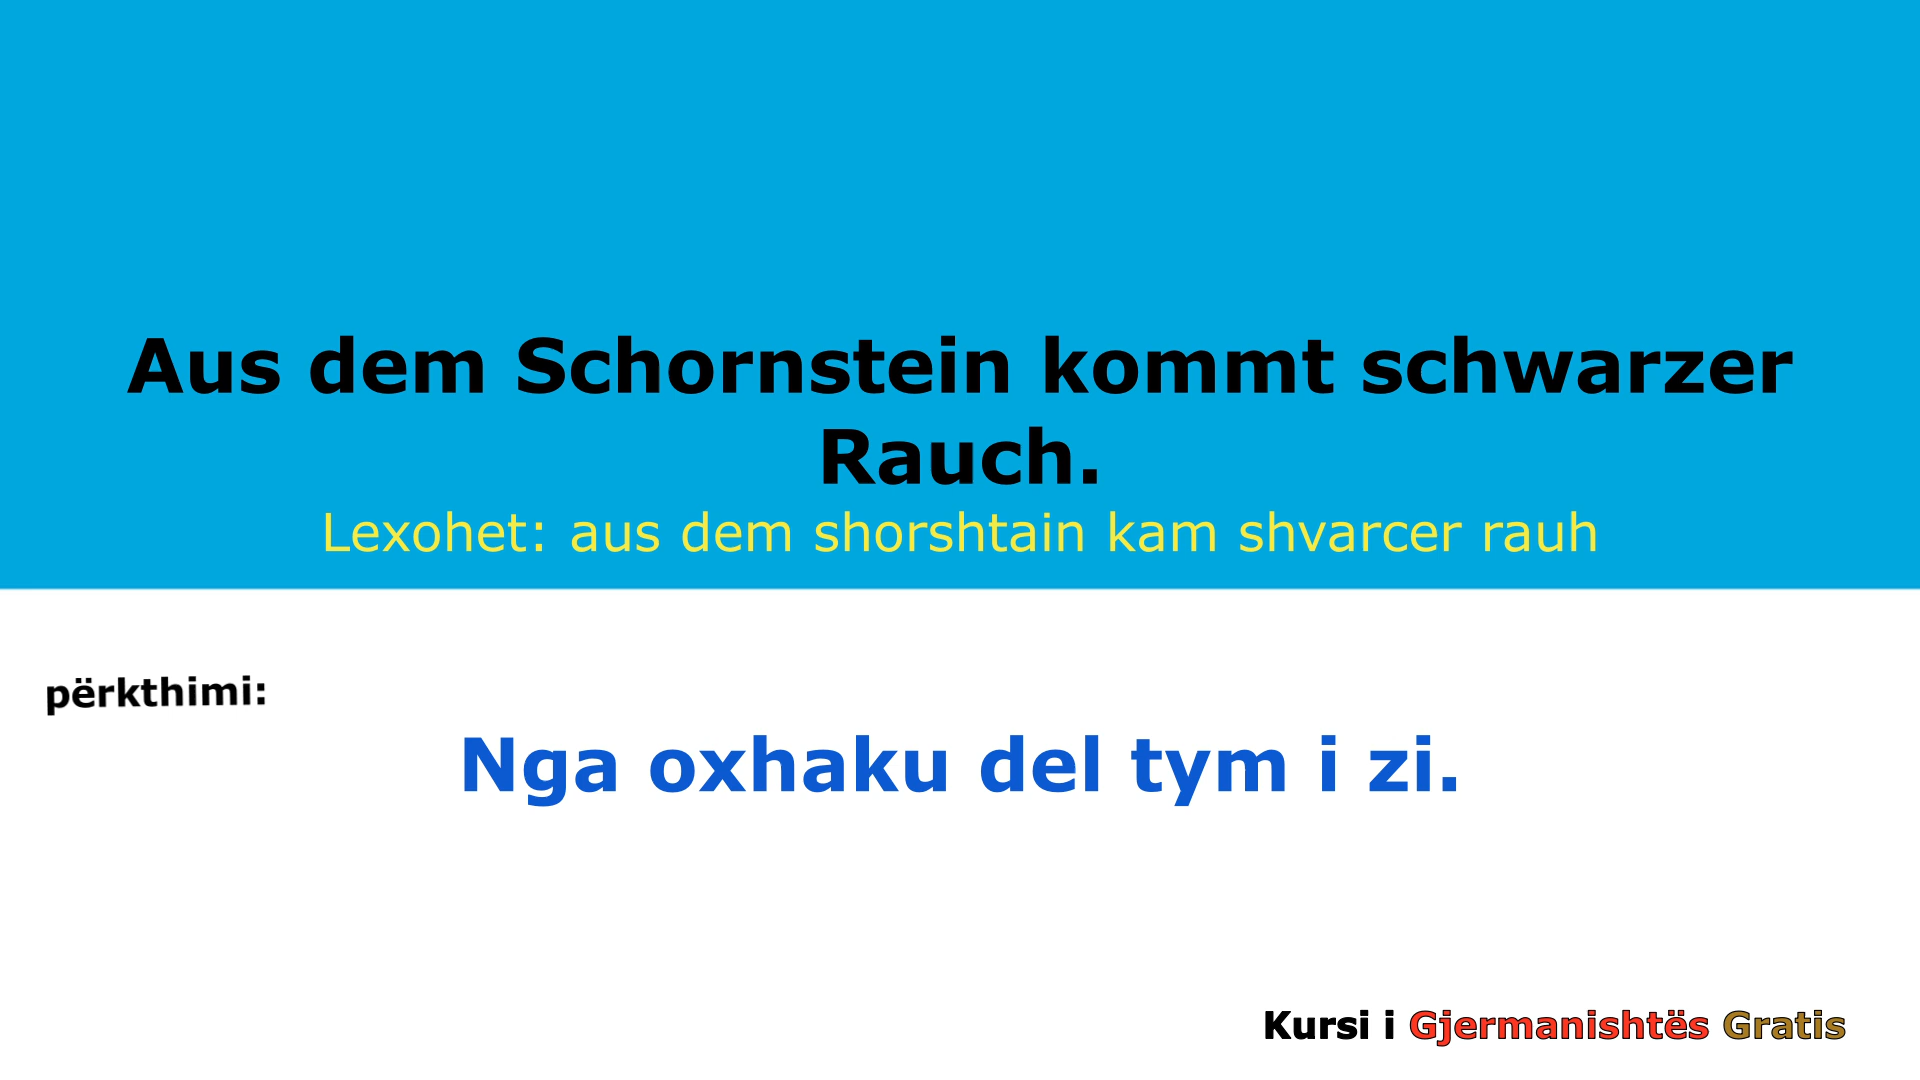 Aus dem Schornstein kommt schwarzer
Rauch.
Lexohet: aus dem shorshtain kam shvarcer rauh
përkthimi:
Nga oxhaku del tym i zi.
Kursi i Gjermanishtës Gratis